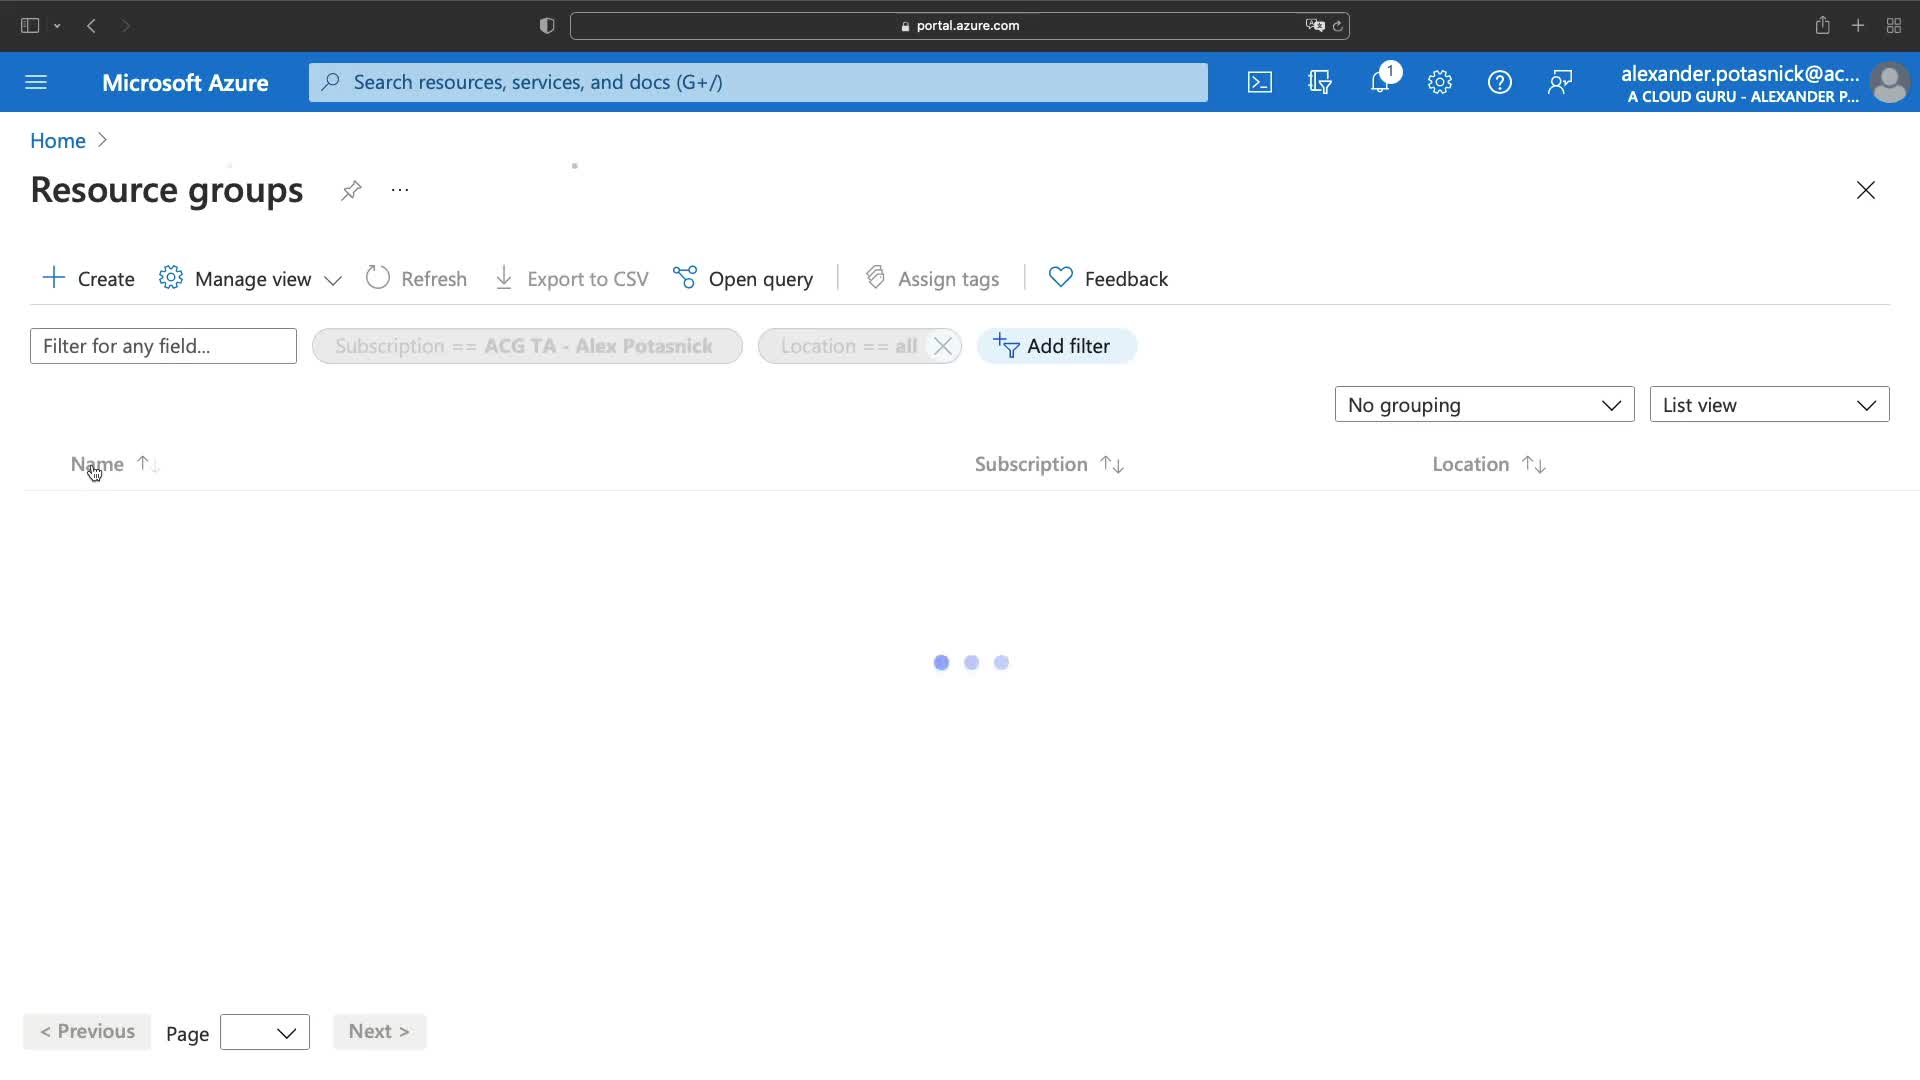 portal.azure.com
Microsoft Azure
Search resources, services, and docs (G+/)
1
alexander.potasnick@ac...
A CLOUD GURU - ALEXANDER P...
Home >
Resource groups
Create Manage view Refresh Export to CSV Open query Assign tags Feedback
Filter for any field... Subscription == ACG TA - Alex Potasnick Location == all Add filter
No grouping List view
Name Subscription Location
< Previous Page Next >